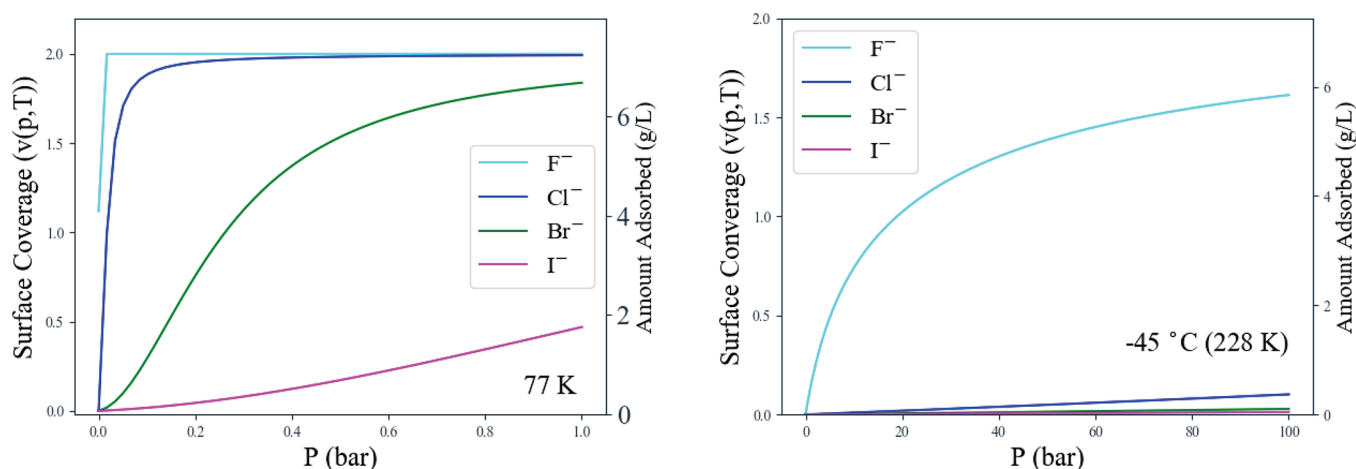 Surface Coverage (v(p,T))
2.0
1.5
1.0
0.5
0.0
F⁻
Cl⁻
Br⁻
I⁻
77 K
0.0
0.2
0.4
0.6
0.8
1.0
P (bar)
6
4
2
0
Amount Adsorbed (g/L)
Surface Converage (v(p,T))
2.0
1.5
1.0
0.5
0.0
F⁻
Cl⁻
Br⁻
I⁻
-45 °C (228 K)
0
20
40
60
80
100
P (bar)
6
4
2
0
Amount Adsorbed (g/L)